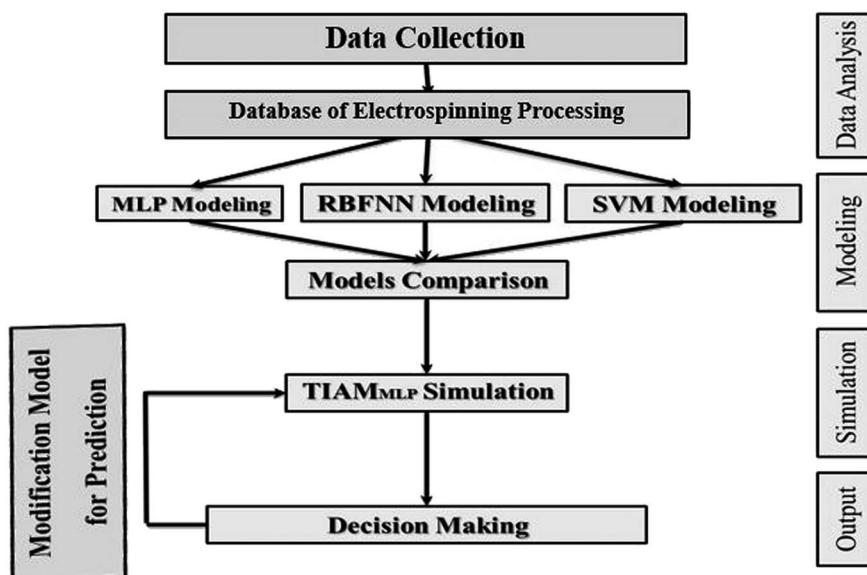 Data Collection
Database of Electrospinning Processing
MLP Modeling
RBFNN Modeling
SVM Modeling
Models Comparison
TIAMMLP Simulation
Decision Making
Modification Model
for Prediction
Data Analysis
Modeling
Simulation
Output